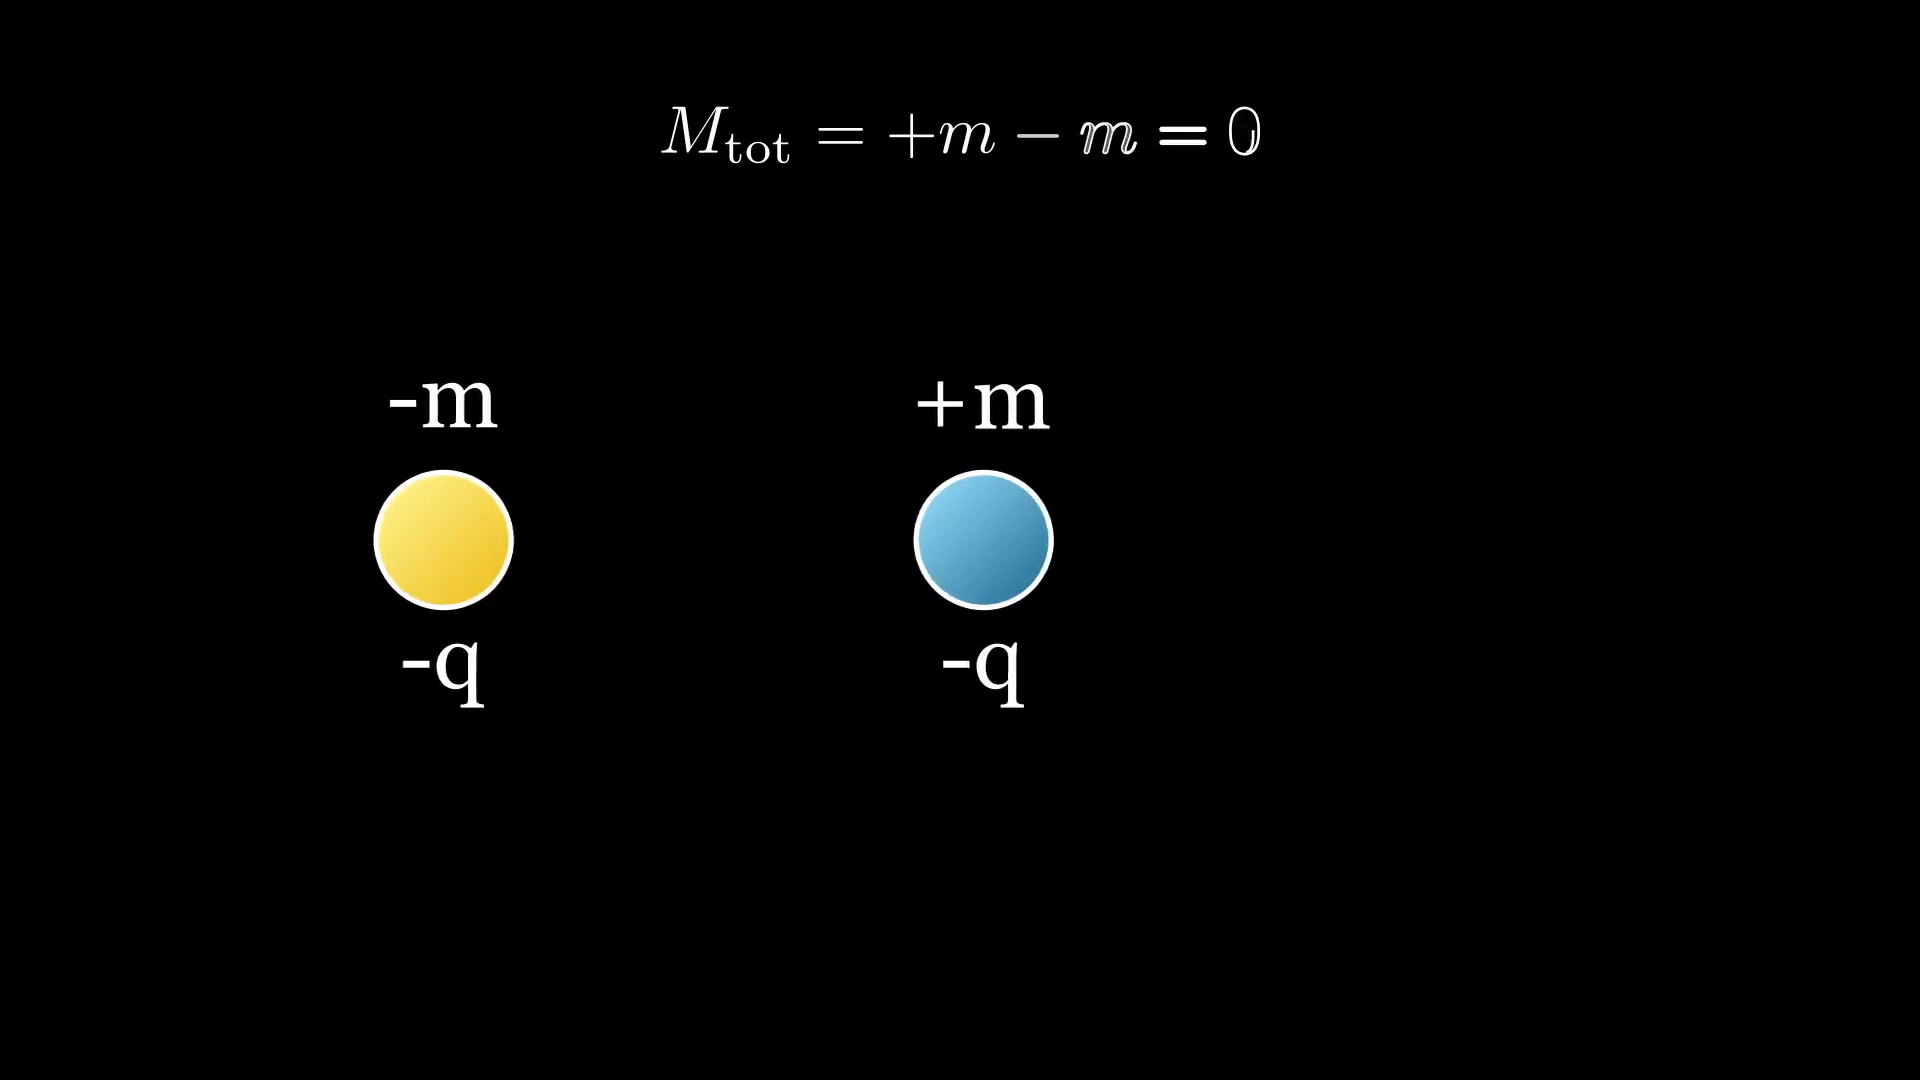 M_tot = +m − m = 0
-m +m
-q -q